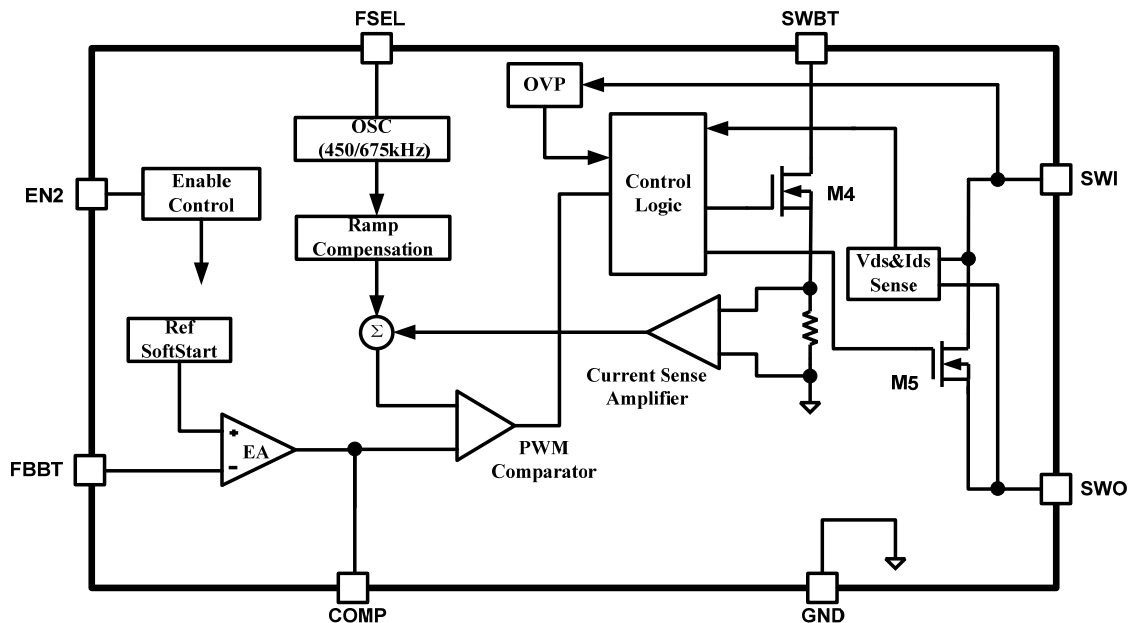 FSEL
SWBT
OVP
OSC
(450/675kHz)
Enable
Control
EN2
Control
Logic
M4
SWI
Ramp
Compensation
Vds&Ids
Sense
Ref
SoftStart
Σ
Current Sense
Amplifier
M5
+
EA
-
FBBT
PWM
Comparator
SWO
COMP
GND